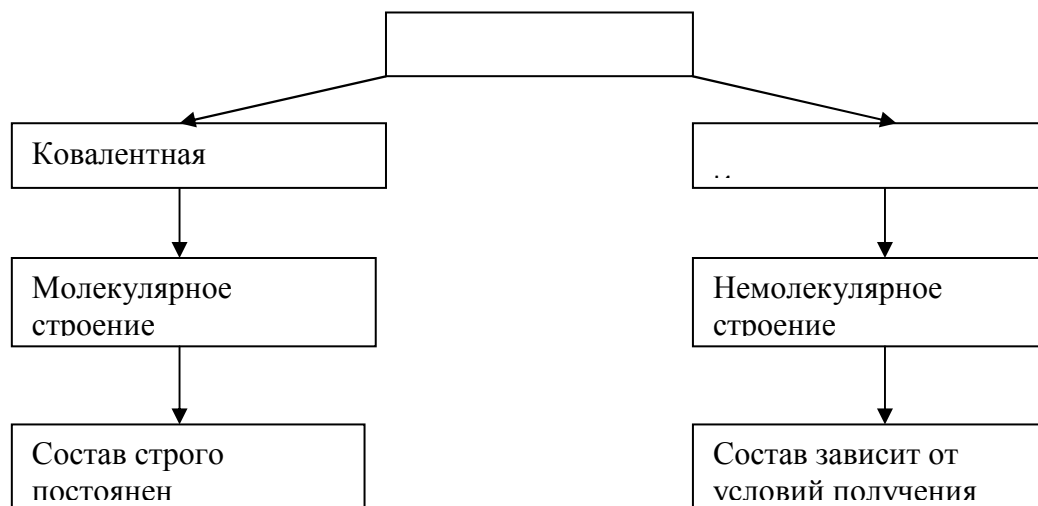 Ковалентная
Молекулярное
строение
Немолекулярное
строение
Состав строго
постоянен
Состав зависит от
условий получения